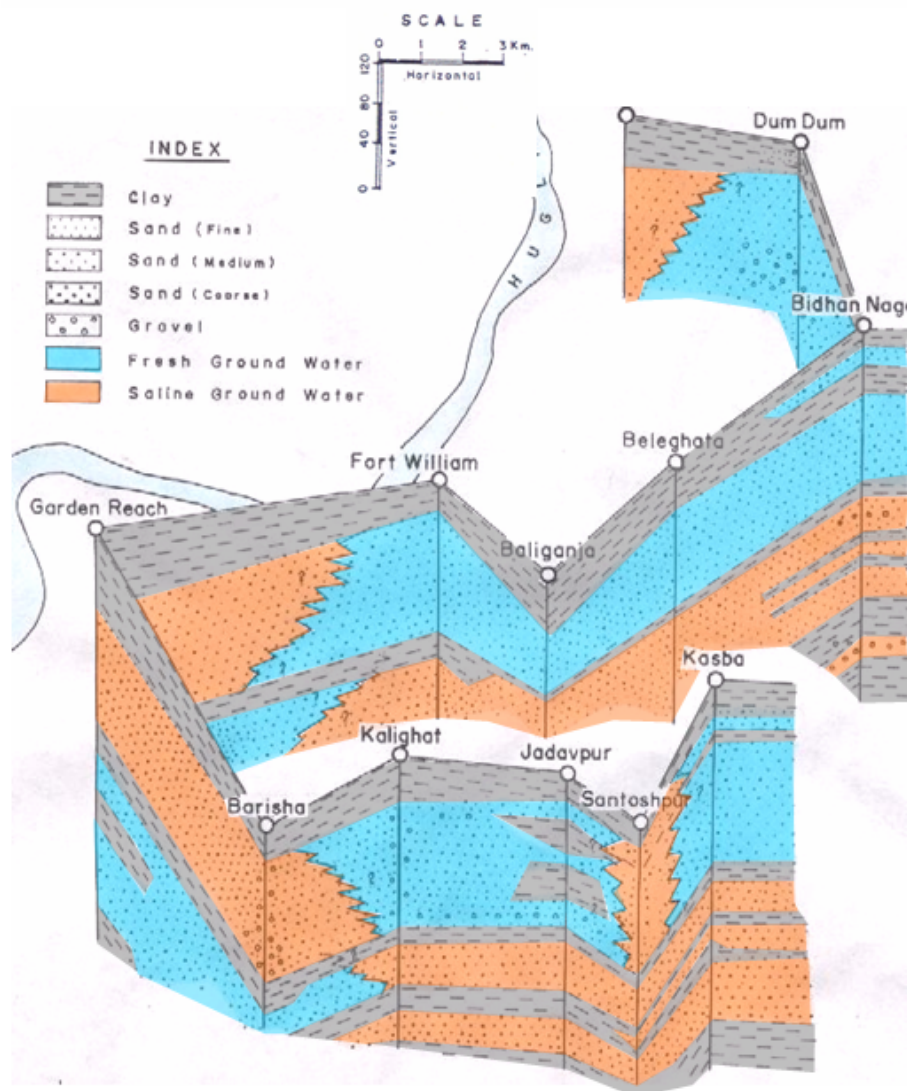 SCALE
0 1 2 3 Km.
Horizontal
120
80
40
0
Vertical
INDEX
Clay
Sand (Fine)
Sand (Medium)
Sand (Coarse)
Gravel
Fresh Ground Water
Saline Ground Water
HUGL
Dum Dum
?
?
Bidhan Nage
Beleghata
Fort William
Garden Reach
Baliganja
?
?
Kasba
?
Kalighat
Jadavpur
Santoshpur
Barisha
?
?
?
?